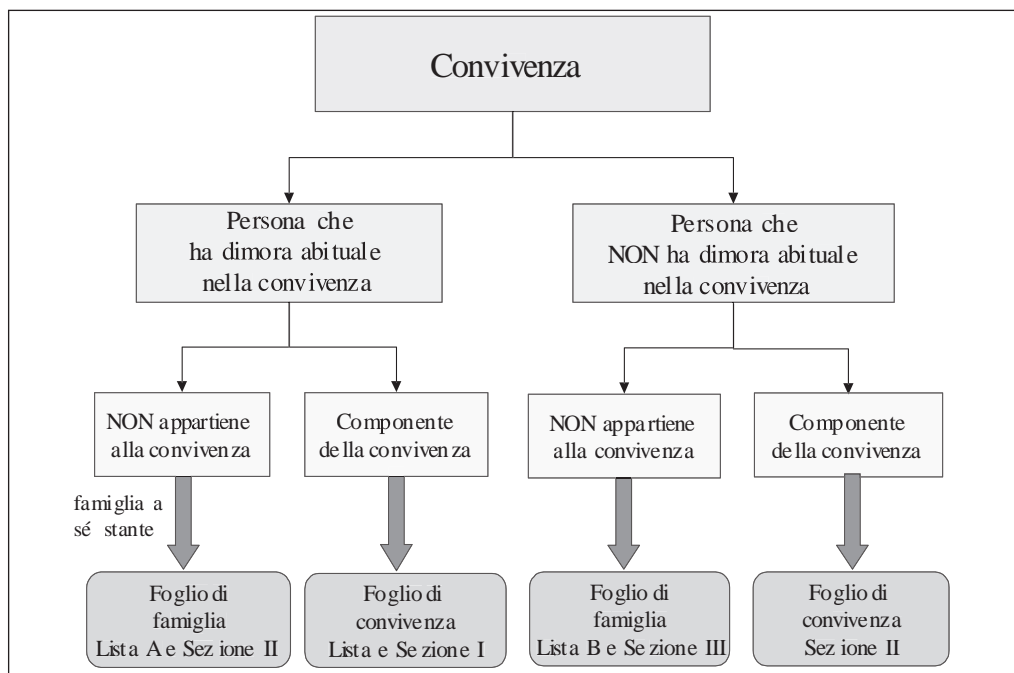 Convivenza
Persona che
ha dimora abituale
nella convivenza
Persona che
NON ha dimora abituale
nella convivenza
NON appartiene
alla convivenza
Componente
della convivenza
NON appartiene
alla convivenza
Componente
della convivenza
famiglia a
sé stante
Foglio di
famiglia
Lista A e Sezione II
Foglio di
convivenza
Lista e Sezione I
Foglio di
famiglia
Lista B e Sezione III
Foglio di
convivenza
Sezione II